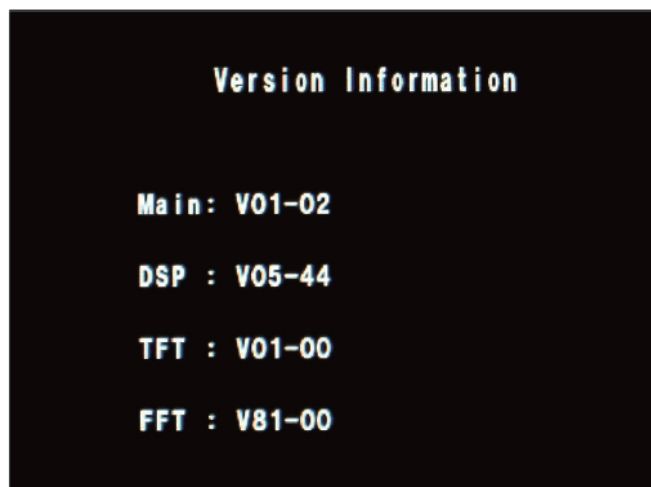 Version Information
Main: V01-02
DSP : V05-44
TFT : V01-00
FFT : V81-00